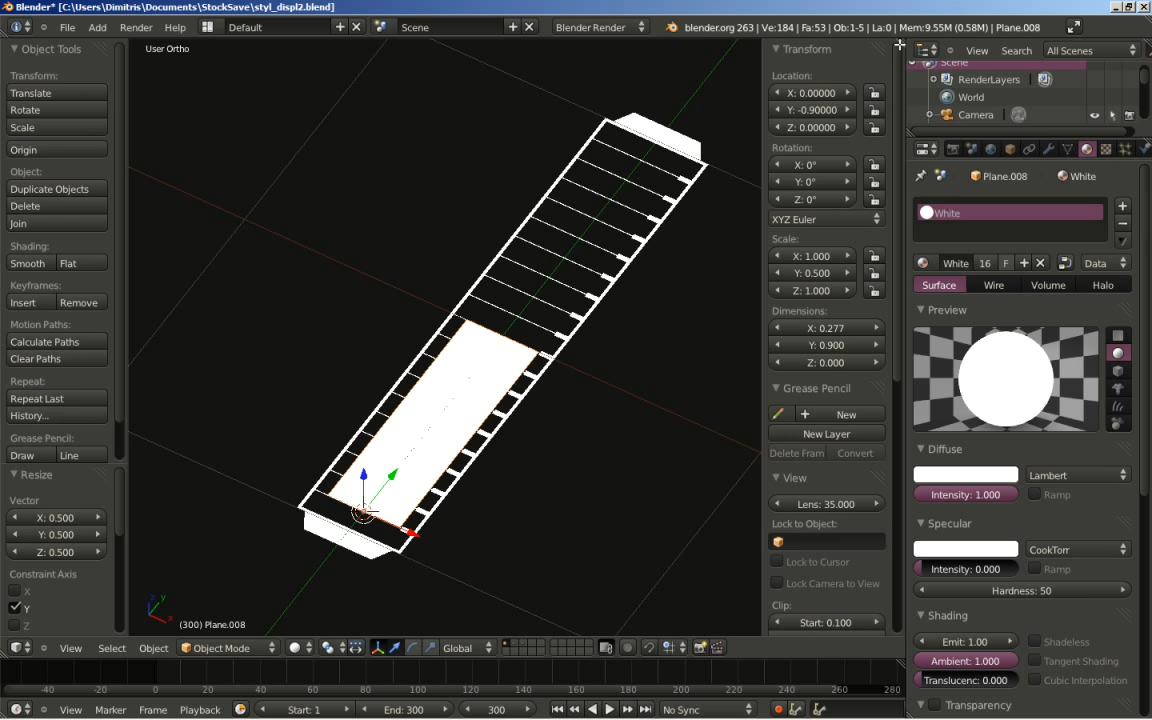 Blender* [C:\Users\Dimitris\Documents\StockSave\styl_displ2.blend]
File Add Render Help Default Scene Blender Render blender.org 263 | Ve:184 | Fa:53 | Ob:1-5 | La:0 | Mem:9.55M (0.58M) | Plane.008
Object Tools
Transform:
Translate
Rotate
Scale
Origin
Object:
Duplicate Objects
Delete
Join
Shading:
Smooth Flat
Keyframes:
Insert Remove
Motion Paths:
Calculate Paths
Clear Paths
Repeat:
Repeat Last
History...
Grease Pencil:
Draw Line
Resize
Vector
X: 0.500
Y: 0.500
Z: 0.500
Constraint Axis
X
Y
Z
User Ortho
z y
x
(300) Plane.008
Transform
Location:
X: 0.00000
Y: -0.90000
Z: 0.00000
Rotation:
X: 0°
Y: 0°
Z: 0°
XYZ Euler
Scale:
X: 1.000
Y: 0.500
Z: 1.000
Dimensions:
X: 0.277
Y: 0.900
Z: 0.000
Grease Pencil
New
New Layer
Delete Fram Convert
View
Lens: 35.000
Lock to Object:
Lock to Cursor
Lock Camera to View
Clip:
Start: 0.100
View Search All Scenes
Scene
RenderLayers |
World
Camera |
Plane.008 White
White
White 16 F Data
Surface Wire Volume Halo
Preview
Diffuse
Lambert
Intensity: 1.000 Ramp
Specular
CookTorr
Intensity: 0.000 Ramp
Hardness: 50
Shading
Emit: 1.00 Shadeless
Ambient: 1.000 Tangent Shading
Translucenc: 0.000 Cubic Interpolation
Transparency
View Select Object Object Mode Global
-40 -20 0 20 40 60 80 100 120 140 160 180 200 220 240 260 280
View Marker Frame Playback Start: 1 End: 300 300 No Sync